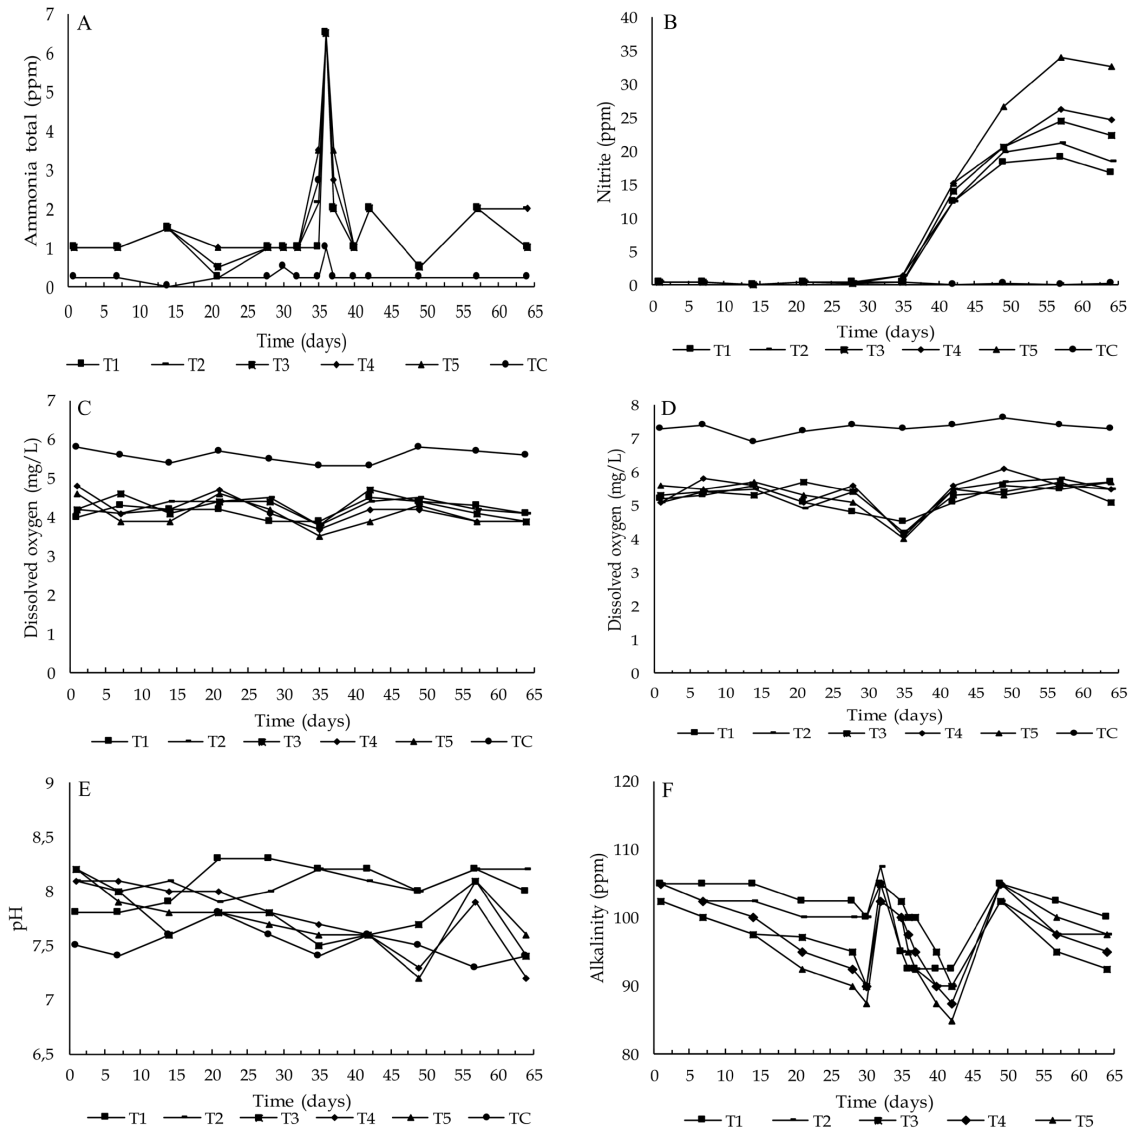 A
Ammonia total (ppm)
7
6
5
4
3
2
1
0
0 5 10 15 20 25 30 35 40 45 50 55 60 65
Time (days)
T1 T2 T3 T4 T5 TC
B
Nitrite (ppm)
40
35
30
25
20
15
10
5
0
0 5 10 15 20 25 30 35 40 45 50 55 60 65
Time (days)
T1 T2 T3 T4 T5 TC
C
Dissolved oxygen (mg/L)
7
6
5
4
3
2
1
0
0 5 10 15 20 25 30 35 40 45 50 55 60 65
Time (days)
T1 T2 T3 T4 T5 TC
D
Dissolved oxygen (mg/L)
8
7
6
5
4
3
2
1
0
0 5 10 15 20 25 30 35 40 45 50 55 60 65
Time (days)
T1 T2 T3 T4 T5 TC
E
pH
9
8,5
8
7,5
7
6,5
0 5 10 15 20 25 30 35 40 45 50 55 60 65
Time (days)
T1 T2 T3 T4 T5 TC
F
Alkalinity (ppm)
120
110
100
90
80
0 5 10 15 20 25 30 35 40 45 50 55 60 65
Time (days)
T1 T2 T3 T4 T5